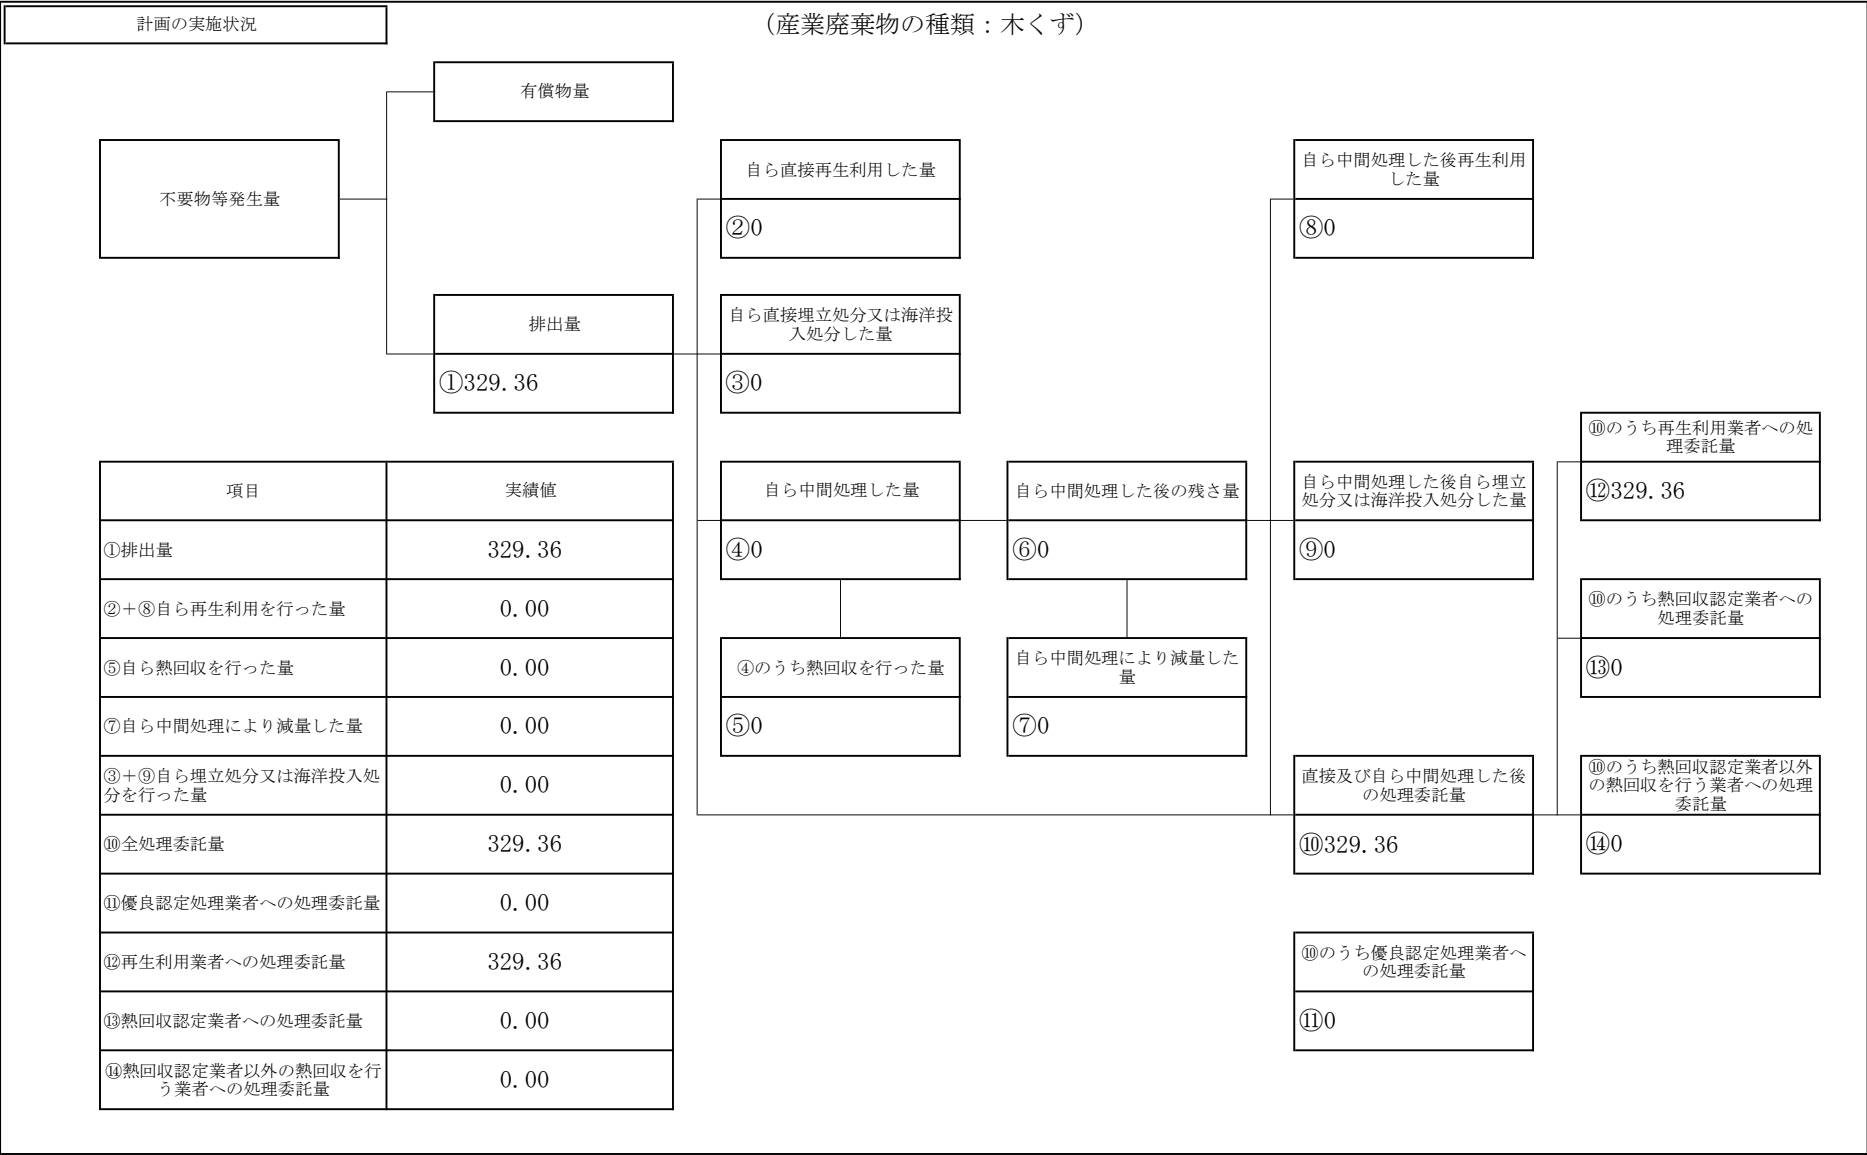 計画の実施状況
（産業廃棄物の種類：木くず）
有償物量
不要物等発生量
自ら直接再生利用した量
②0
自ら中間処理した後再生利用
した量
⑧0
排出量
①329.36
自ら直接埋立処分又は海洋投
入処分した量
③0
⑩のうち再生利用業者への処
理委託量
⑫329.36
自ら中間処理した量
④0
自ら中間処理した後の残さ量
⑥0
自ら中間処理した後自ら埋立
処分又は海洋投入処分した量
⑨0
⑩のうち熱回収認定業者への
処理委託量
⑬0
④のうち熱回収を行った量
⑤0
自ら中間処理により減量した
量
⑦0
直接及び自ら中間処理した後
の処理委託量
⑩329.36
⑩のうち熱回収認定業者以外
の熱回収を行う業者への処理
委託量
⑭0
⑩のうち優良認定処理業者へ
の処理委託量
⑪0
項目 実績値
①排出量 329.36
②＋⑧自ら再生利用を行った量 0.00
⑤自ら熱回収を行った量 0.00
⑦自ら中間処理により減量した量 0.00
③＋⑨自ら埋立処分又は海洋投入処
分を行った量 0.00
⑩全処理委託量 329.36
⑪優良認定処理業者への処理委託量 0.00
⑫再生利用業者への処理委託量 329.36
⑬熱回収認定業者への処理委託量 0.00
⑭熱回収認定業者以外の熱回収を行
う業者への処理委託量 0.00